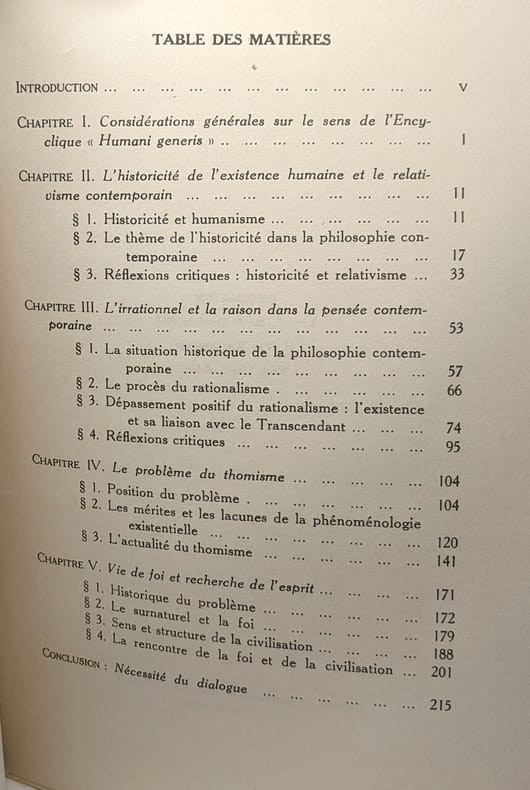 TABLE DES MATIÈRES
INTRODUCTION ... ... ... ... ... ... ... ... ... ... ... ... v
CHAPITRE I. Considérations générales sur le sens de l'Ency-
clique « Humani generis » .. ... ... ... ... ... ... ... 1
CHAPITRE II. L'historicité de l'existence humaine et le relati-
visme contemporain ... ... ... ... ... ... ... ... ... 11
§ 1. Historicité et humanisme ... ... ... ... ... ... 11
§ 2. Le thème de l'historicité dans la philosophie con-
temporaine ... ... ... ... ... ... ... ... 17
§ 3. Réflexions critiques : historicité et relativisme ... 33
CHAPITRE III. L'irrationnel et la raison dans la pensée contem-
poraine ... ... ... ... ... ... ... ... ... ... ... ... 53
§ 1. La situation historique de la philosophie contem-
poraine ... ... ... ... ... ... ... ... ... 57
§ 2. Le procès du rationalisme . ... ... ... ... ... 66
§ 3. Dépassement positif du rationalisme : l'existence
et sa liaison avec le Transcendant ... ... ... 74
§ 4. Réflexions critiques ... ... ... ... ... ... ... 95
CHAPITRE IV. Le problème du thomisme ... ... ... ... ... 104
§ 1. Position du problème . ... ... ... ... ... ... 104
§ 2. Les mérites et les lacunes de la phénoménologie
existentielle ... ... ... ... ... ... ... ... 120
§ 3. L'actualité du thomisme ... ... ... ... ... ... 141
CHAPITRE V. Vie de foi et recherche de l'esprit ... ... ... ... 171
§ 1. Historique du problème ... ... ... ... ... ... 172
§ 2. Le surnaturel et la foi ... ... ... ... ... ... 179
§ 3. Sens et structure de la civilisation ... ... ... ... 188
§ 4. La rencontre de la foi et de la civilisation ... 201
CONCLUSION : Nécessité du dialogue ... ... ... ... ... ... 215